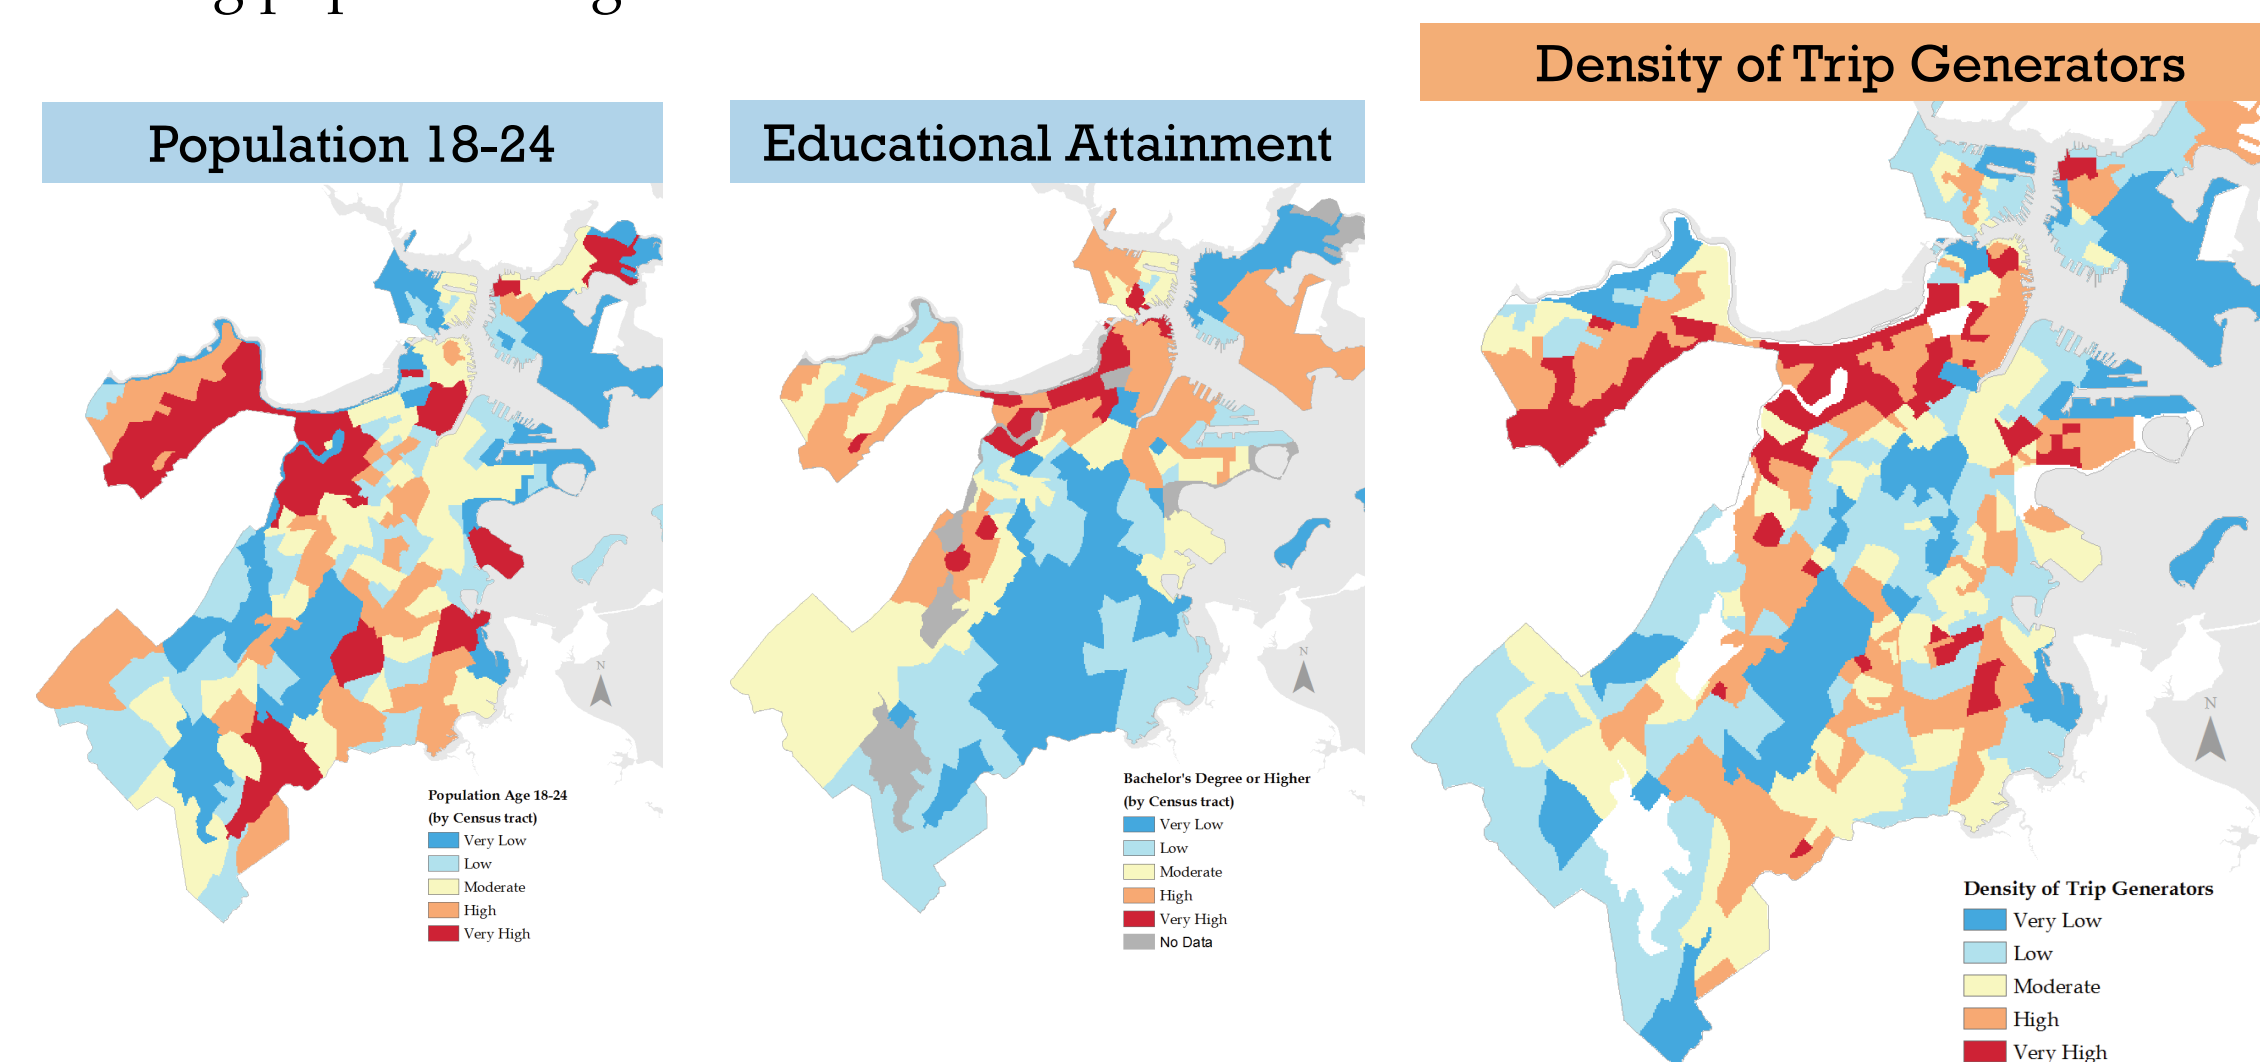 Density of Trip Generators
Population 18-24
Educational Attainment
N
Population Age 18-24
(by Census tract)
Very Low
Low
Moderate
High
Very High
N
Bachelor's Degree or Higher
(by Census tract)
Very Low
Low
Moderate
High
Very High
No Data
N
Density of Trip Generators
Very Low
Low
Moderate
High
Very High